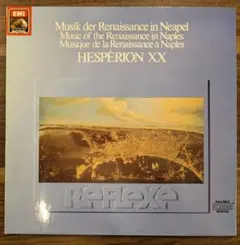 EMI
Musik der Renaissance in Neapel
Music of the Renaissance in Naples
Musique de la Renaissance à Naples
HESPÈRION XX
REFLEXE